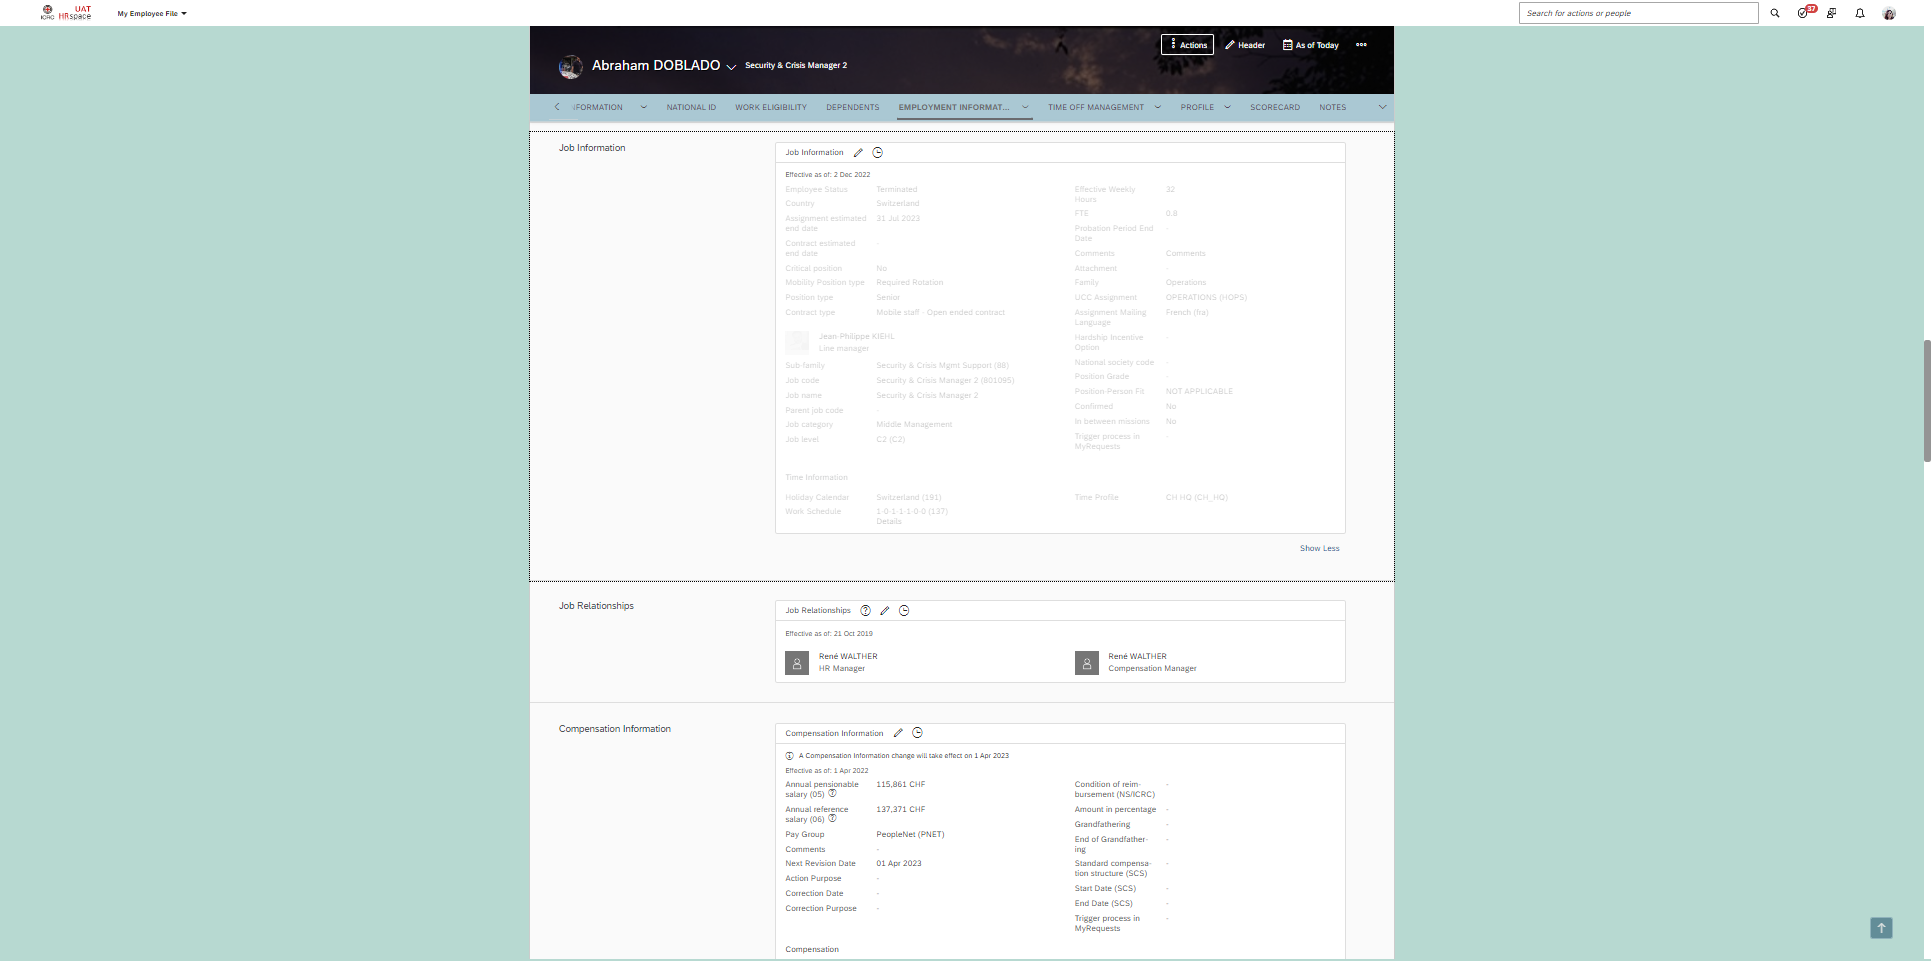 ICRC
UAT
HRspace
My Employee File
Search for actions or people
37
Abraham DOBLADO
Security & Crisis Manager 2
Actions
Header
As of Today
FORMATION
NATIONAL ID
WORK ELIGIBILITY
DEPENDENTS
EMPLOYMENT INFORMAT...
TIME OFF MANAGEMENT
PROFILE
SCORECARD
NOTES
Job Information
Job Information
Effective as of: 2 Dec 2022
Employee Status Terminated
Country Switzerland
Assignment estimated 31 Jul 2023
end date
Contract estimated -
end date
Critical position No
Mobility Position type Required Rotation
Position type Senior
Contract type Mobile staff - Open ended contract
Jean-Philippe KIEHL
Line manager
Sub-family Security & Crisis Mgmt Support (98)
Job code Security & Crisis Manager 2 (801095)
Job name Security & Crisis Manager 2
Parent job code -
Job category Middle Management
Job level C2 (C2)
Effective Weekly 32
Hours
FTE 0.8
Probation Period End -
Date
Comments Comments
Attachment -
Family Operations
UCC Assignment OPERATIONS (HOPS)
Assignment Mailing French (fra)
Language
Hardship Incentive -
Option
National society code -
Position Grade -
Position Person Fit NOT APPLICABLE
Confirmed No
In between missions No
Trigger process in -
MyRequests
Time Information
Holiday Calendar Switzerland (191)
Work Schedule 1-0-1-1-1-0-0 (137)
Details
Time Profile CH HQ (CH_HQ)
Show Less
Job Relationships
Job Relationships
Effective as of: 21 Oct 2019
René WALTHER
HR Manager
René WALTHER
Compensation Manager
Compensation Information
Compensation Information
A Compensation Information change will take effect on 1 Apr 2023
Effective as of: 1 Apr 2022
Annual pensionable 115,861 CHF
salary (05)
Annual reference 137,371 CHF
salary (06)
Pay Group PeopleNet (PNET)
Comments -
Next Revision Date 01 Apr 2023
Action Purpose -
Correction Date -
Correction Purpose -
Condition of reim- -
bursement (NS/ICRC)
Amount in percentage -
Grandfathering -
End of Grandfather- -
ing
Standard compensa- -
tion structure (SCS)
Start Date (SCS) -
End Date (SCS) -
Trigger process in -
MyRequests
Compensation